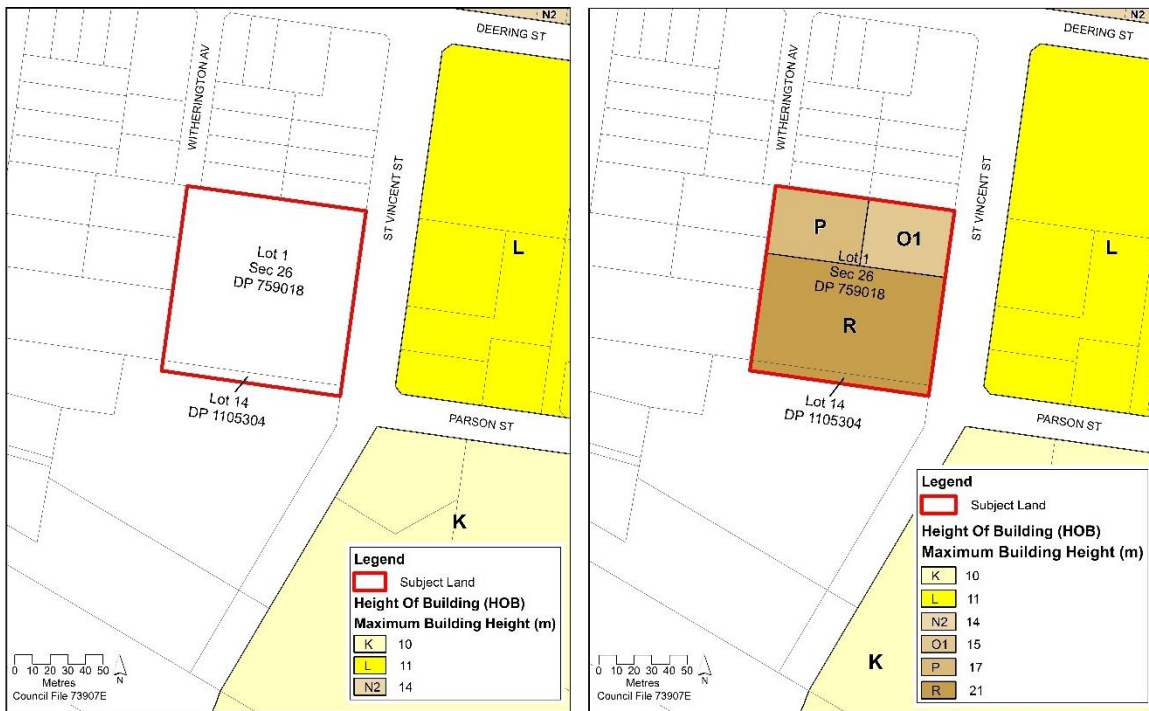 N2
DEERING ST
WITHERINGTON AV
ST VINCENT ST
L
Lot 1
Sec 26
DP 759018
Lot 14
DP 1105304
PARSON ST
K
Legend
Subject Land
Height Of Building (HOB)
Maximum Building Height (m)
K 10
L 11
N2 14
0 10 20 30 40 50
Metres
N
Council File 73907E
N2
DEERING ST
WITHERINGTON AV
ST VINCENT ST
P
O1
L
Lot 1
Sec 26
DP 759018
R
Lot 14
DP 1105304
PARSON ST
K
Legend
Subject Land
Height Of Building (HOB)
Maximum Building Height (m)
K 10
L 11
N2 14
O1 15
P 17
R 21
0 10 20 30 40 50
Metres
N
Council File 73907E